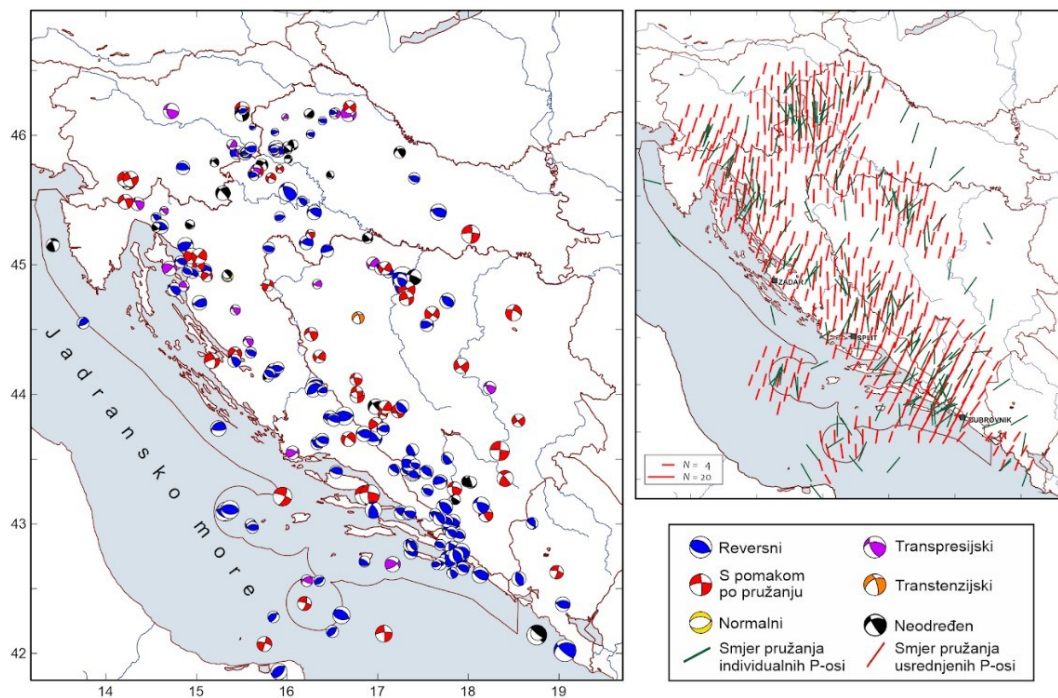 46
45
44
43
42
14
15
16
17
18
19
Jadransko
more
ZADAR
SPLIT
DUBROVNIK
N = 4
N = 20
Reversni
S pomakom
po pružanju
Normalni
Smjer pružanja
individualnih P-osi
Transpresijski
Transtenzijski
Neodređen
Smjer pružanja
usrednjenih P-osi